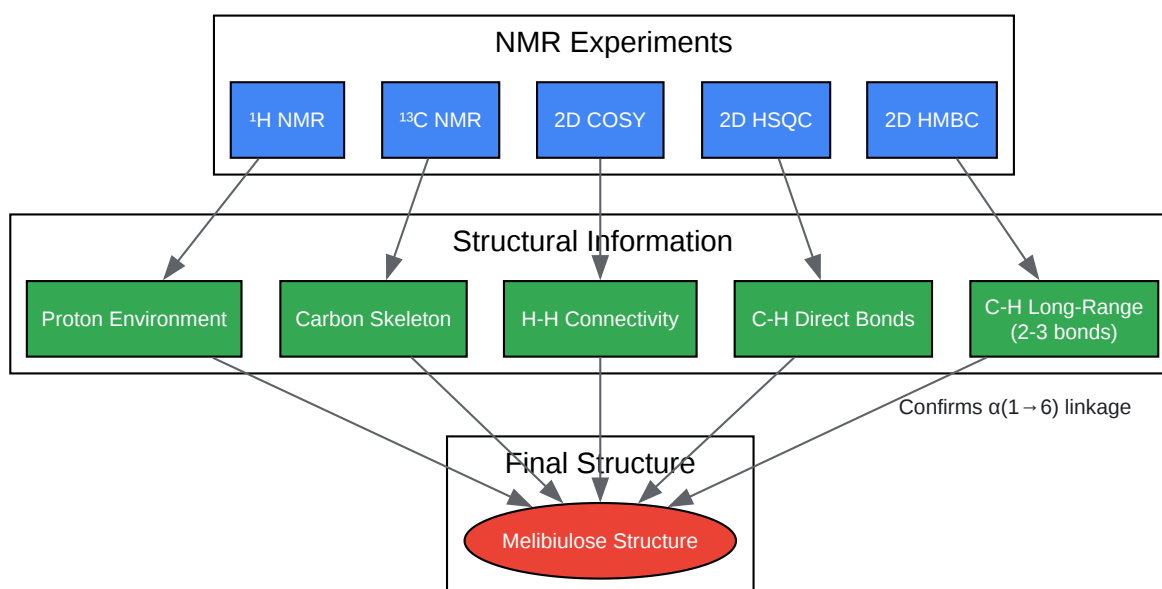 NMR Experiments
¹H NMR
¹³C NMR
2D COSY
2D HSQC
2D HMBC
Structural Information
Proton Environment
Carbon Skeleton
H-H Connectivity
C-H Direct Bonds
C-H Long-Range
(2-3 bonds)
Confirms α(1→6) linkage
Final Structure
Melibiulose Structure